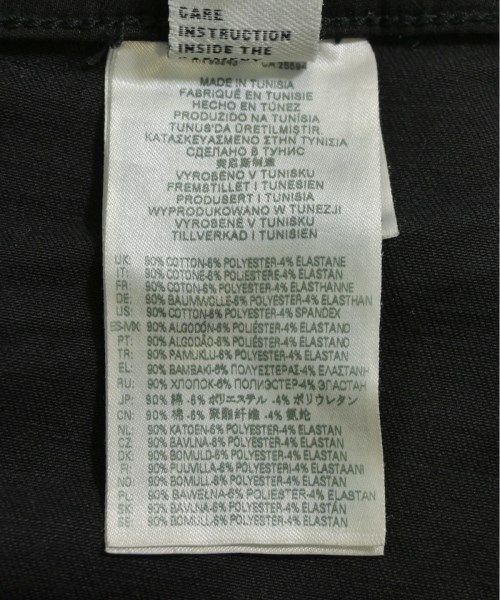 CARE
INSTRUCTION
INSIDE THE
MADE IN TUNISIA
FABRIQUÉ EN TUNISIE
HECHO EN TÚNEZ
PRODUZIDO NA TUNÍSIA
TUNUS'DA ÜRETILMIŞTIR.
ΚΑΤΑΣΚΕΥΑΣΜΕΝΟ ΣΤΗΝ ΤΥΝΙΣΙΑ
СДЕЛАНО В ТУНИС
突尼斯制造
VYROBENO V TUNISKU
FREMSTILLET I TUNESIEN
PRODUSERT I TUNISIA
WYPRODUKOWANO W TUNEZJI
VYROBENÉ V TUNISKU
TILLVERKAD I TUNISIEN
UK: 90% COTTON-6% POLYESTER-4% ELASTANE
IT: 90% COTONE-6% POLIESTERE-4% ELASTAN
FR: 90% COTON-6% POLYESTER-4% ELASTHANNE
DE: 90% BAUMWOLLE-6% POLYESTER-4% ELASTHAN
US: 90% COTTON-6% POLYESTER-4% SPANDEX
ES-MX: 90% ALGODÓN-6% POLIÉSTER-4% ELASTANO
PT: 90% ALGODÃO-6% POLIÉSTER-4% ELASTANO
TR: 90% PAMUKLU-6% POLYESTER-4% ELASTAN
EL: 90% ΒΑΜΒΑΚΙ-6% ΠΟΛΥΕΣΤΕΡΑΣ-4% ΕΛΑΣΤΑΝΗ
RU: 90% ХЛОПОК-6% ПОЛИЭСТЕР-4% ЭЛАСТАН
JP: 90% 綿 -6% ポリエステル -4% ポリウレタン
CN: 90% 棉 -6% 聚酯纤维 -4% 氨纶
NL: 90% KATOEN-6% POLYESTER-4% ELASTAN
CZ: 90% BAVLNA-6% POLYESTER-4% ELASTAN
DK: 90% BOMULD-6% POLYESTER-4% ELASTAN
FI: 90% PUUVILLA-6% POLYESTERI-4% ELASTAANI
NO: 90% BOMULL-6% POLYESTER-4% ELASTAN
PL: 90% BAWEŁNA-6% POLIESTER-4% ELASTAN
SK: 90% BAVLNA-6% POLYESTER-4% ELASTAN
SE: 90% BOMULL-6% POLYESTER-4% ELASTAN